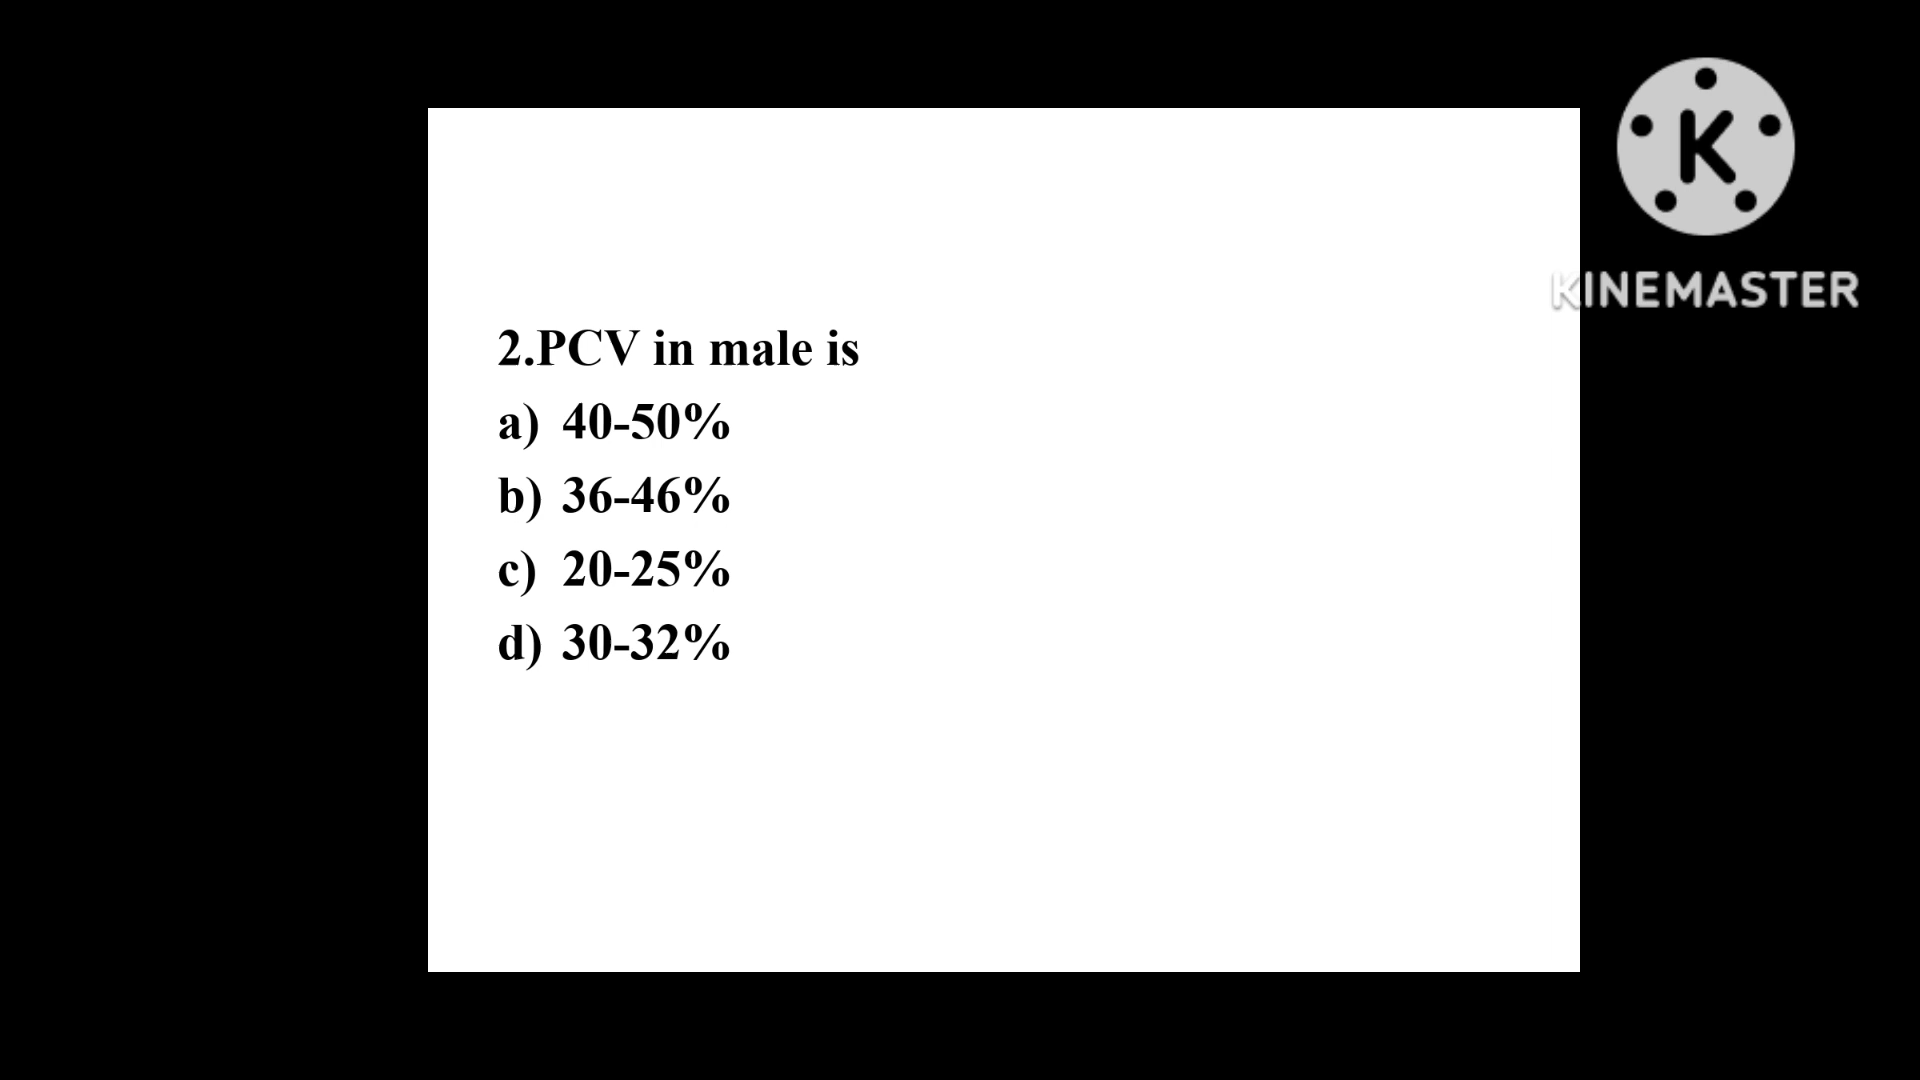 K
KINEMASTER
2.PCV in male is
a) 40-50%
b) 36-46%
c) 20-25%
d) 30-32%